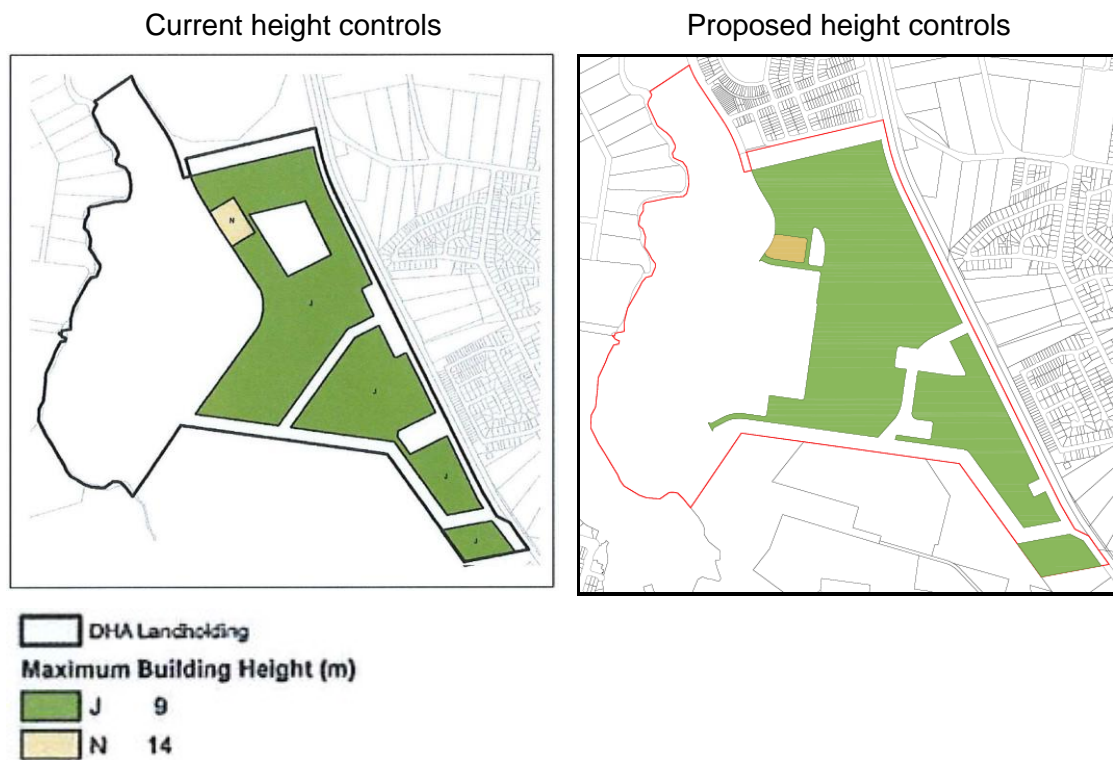 Current height controls
Proposed height controls
N
J
J
J
J
DHA Landholding
Maximum Building Height (m)
J 9
N 14